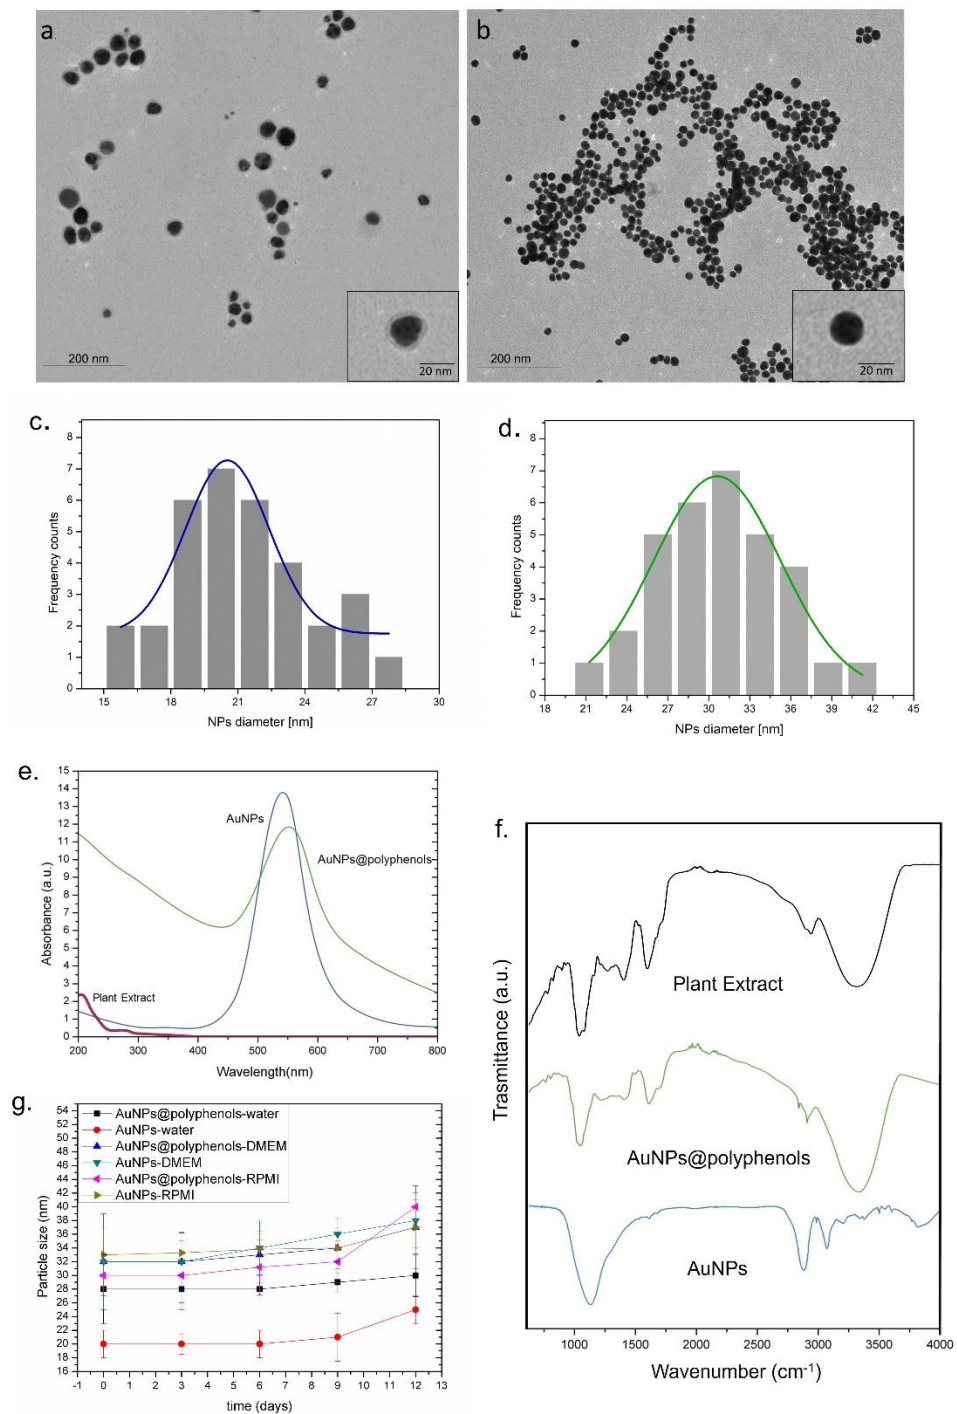 a.
200 nm
20 nm
b.
200 nm
20 nm
c.
8
7
6
5
4
3
2
1
0
Frequency counts
15 18 21 24 27 30
NPs diameter [nm]
d.
8
7
6
5
4
3
2
1
0
Frequency counts
18 21 24 27 30 33 36 39 42 45
NPs diameter [nm]
e.
15
14
13
12
11
10
9
8
7
6
5
4
3
2
1
0
Absorbance (a.u.)
AuNPs
AuNPs@polyphenols
Plant Extract
200 300 400 500 600 700 800
Wavelength(nm)
f.
Trasmittance (a.u.)
Plant Extract
AuNPs@polyphenols
AuNPs
1000 1500 2000 2500 3000 3500 4000
Wavenumber (cm⁻¹)
g.
54
52
50
48
46
44
42
40
38
36
34
32
30
28
26
24
22
20
18
16
Particle size (nm)
AuNPs@polyphenols-water
AuNPs-water
AuNPs@polyphenols-DMEM
AuNPs-DMEM
AuNPs@polyphenols-RPMI
AuNPs-RPMI
-1 0 1 2 3 4 5 6 7 8 9 10 11 12 13
time (days)